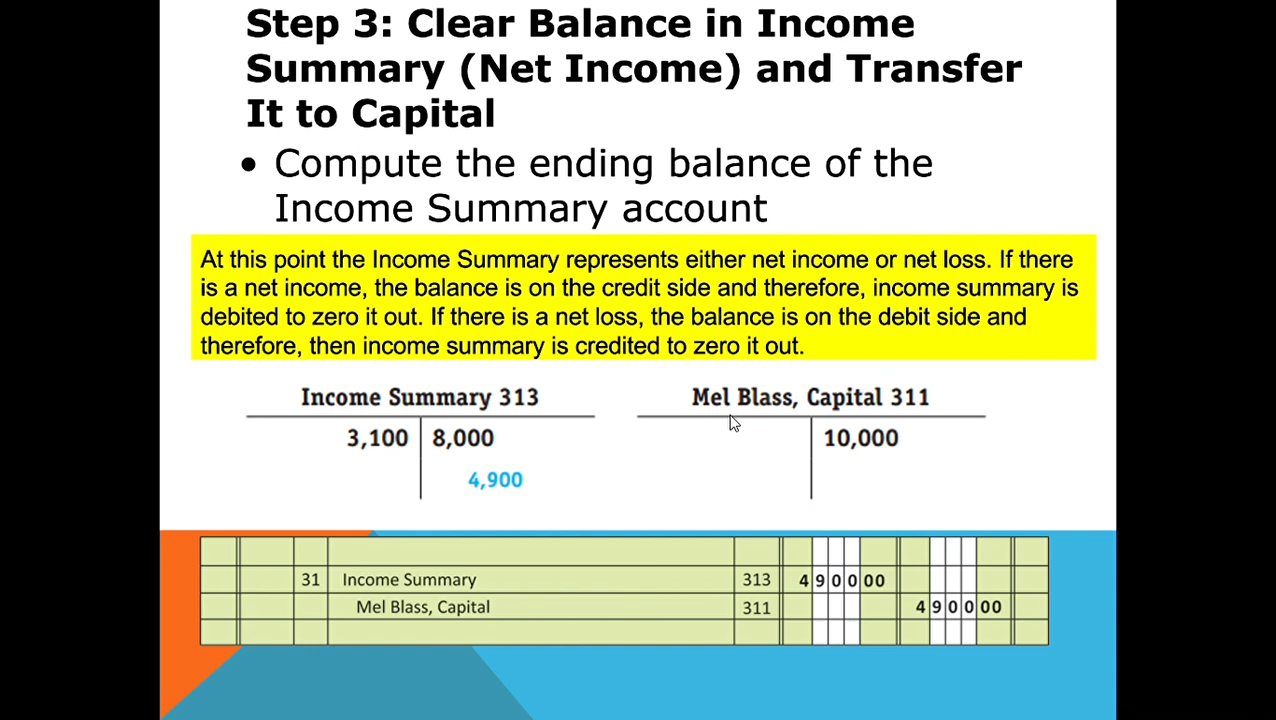 Step 3: Clear Balance in Income
Summary (Net Income) and Transfer
It to Capital
• Compute the ending balance of the
Income Summary account
At this point the Income Summary represents either net income or net loss. If there
is a net income, the balance is on the credit side and therefore, income summary is
debited to zero it out. If there is a net loss, the balance is on the debit side and
therefore, then income summary is credited to zero it out.
Income Summary 313
3,100 8,000
4,900
Mel Blass, Capital 311
10,000
31 Income Summary 313 4 9 0 0 00
Mel Blass, Capital 311 4 9 0 0 00